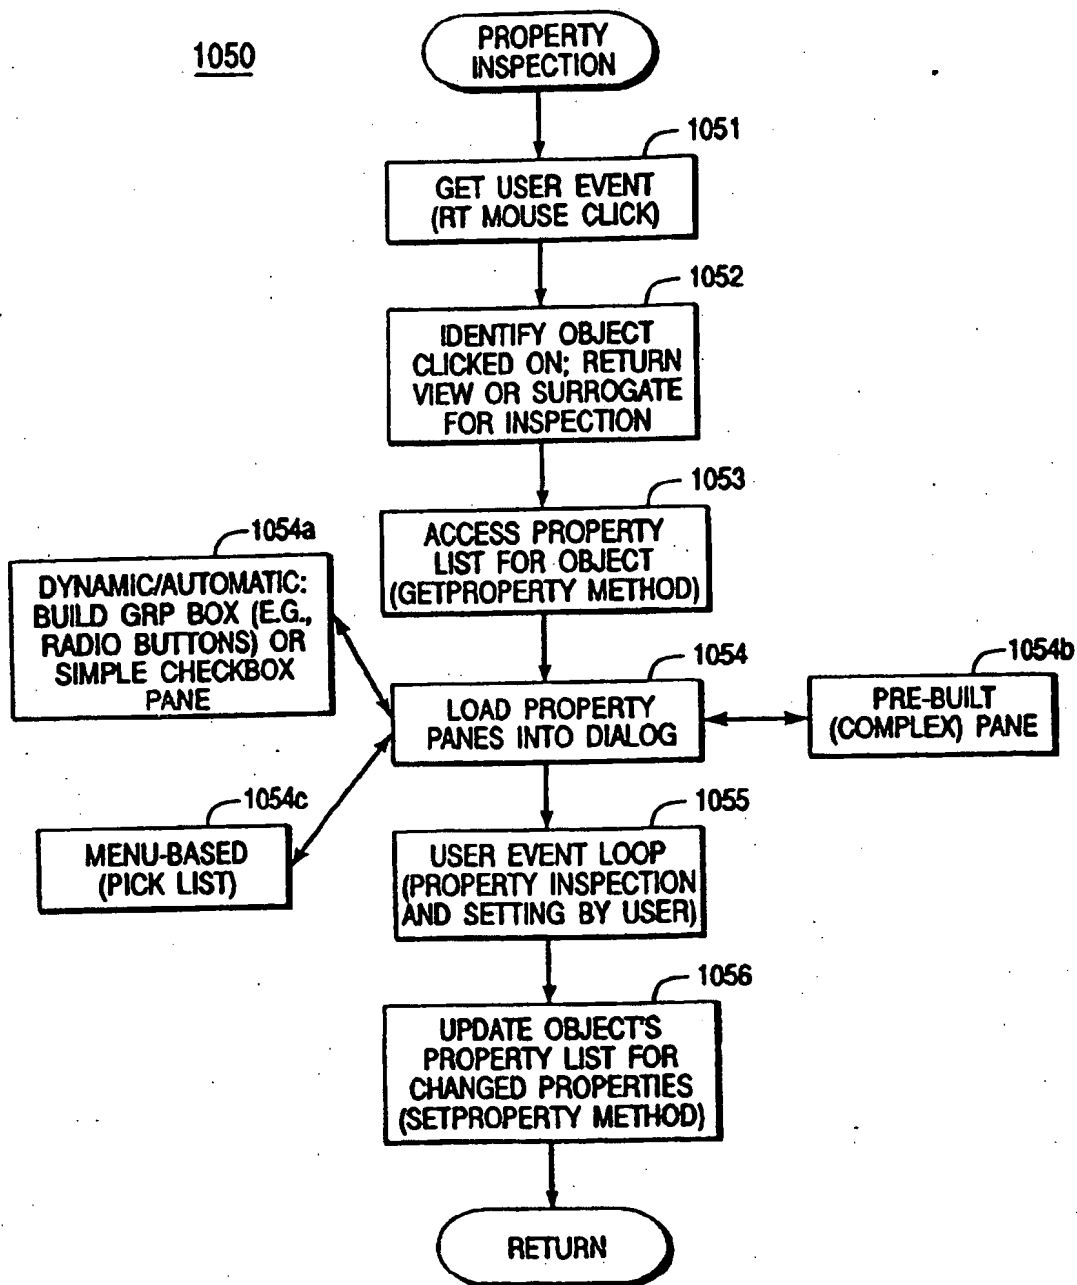 1050
PROPERTY
INSPECTION
1051
GET USER EVENT
(RT MOUSE CLICK)
1052
IDENTIFY OBJECT
CLICKED ON; RETURN
VIEW OR SURROGATE
FOR INSPECTION
1053
ACCESS PROPERTY
LIST FOR OBJECT
(GETPROPERTY METHOD)
1054a
DYNAMIC/AUTOMATIC:
BUILD GRP BOX (E.G.,
RADIO BUTTONS) OR
SIMPLE CHECKBOX
PANE
1054
LOAD PROPERTY
PANES INTO DIALOG
1054b
PRE-BUILT
(COMPLEX) PANE
1054c
MENU-BASED
(PICK LIST)
1055
USER EVENT LOOP
(PROPERTY INSPECTION
AND SETTING BY USER)
1056
UPDATE OBJECT'S
PROPERTY LIST FOR
CHANGED PROPERTIES
(SETPROPERTY METHOD)
RETURN